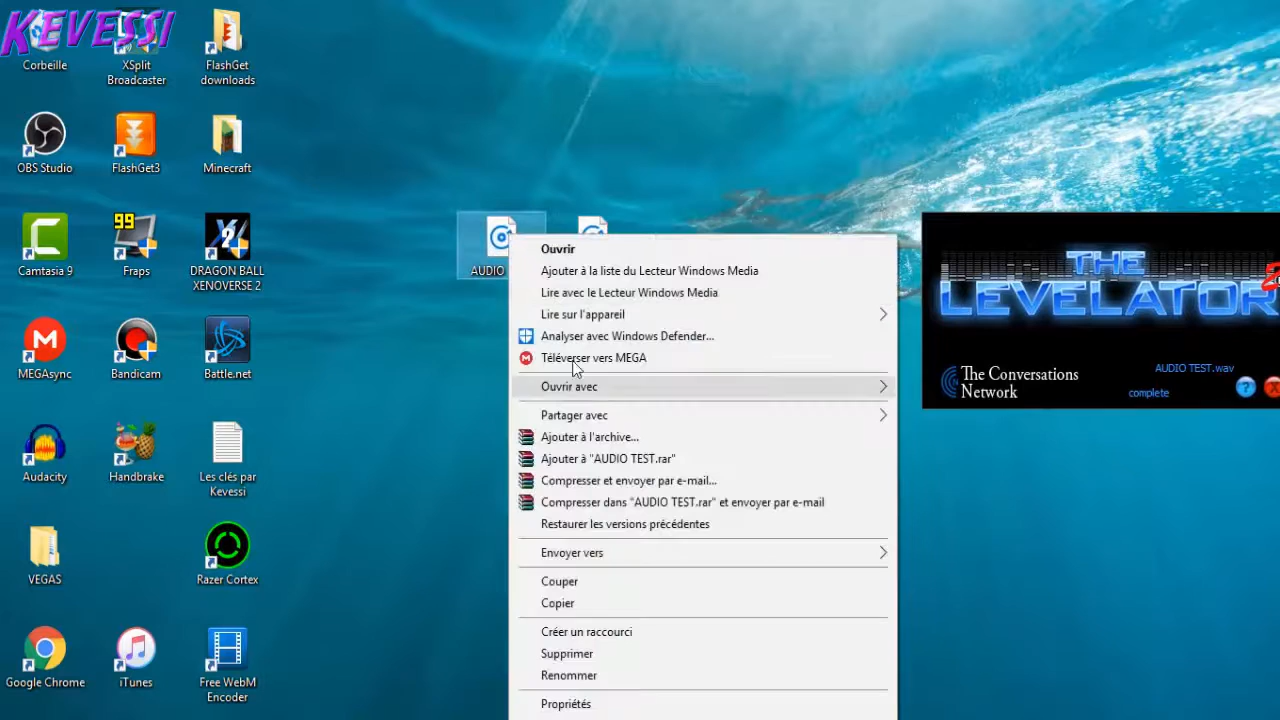 KEVESSI
Corbeille
XSplit
Broadcaster
FlashGet
downloads
OBS Studio
FlashGet3
Minecraft
99
Camtasia 9
Fraps
DRAGON BALL
XENOVERSE 2
MEGAsync
Bandicam
Battle.net
Audacity
Handbrake
Les clés par
Kevessi
VEGAS
Razer Cortex
Google Chrome
iTunes
Free WebM
Encoder
AUDIO
Ouvrir
Ajouter à la liste du Lecteur Windows Media
Lire avec le Lecteur Windows Media
Lire sur l'appareil
Analyser avec Windows Defender...
Téléverser vers MEGA
Ouvrir avec
Partager avec
Ajouter à l'archive...
Ajouter à "AUDIO TEST.rar"
Compresser et envoyer par e-mail...
Compresser dans "AUDIO TEST.rar" et envoyer par e-mail
Restaurer les versions précédentes
Envoyer vers
Couper
Copier
Créer un raccourci
Supprimer
Renommer
Propriétés
THE
LEVELATOR
The Conversations
Network
AUDIO TEST.wav
complete